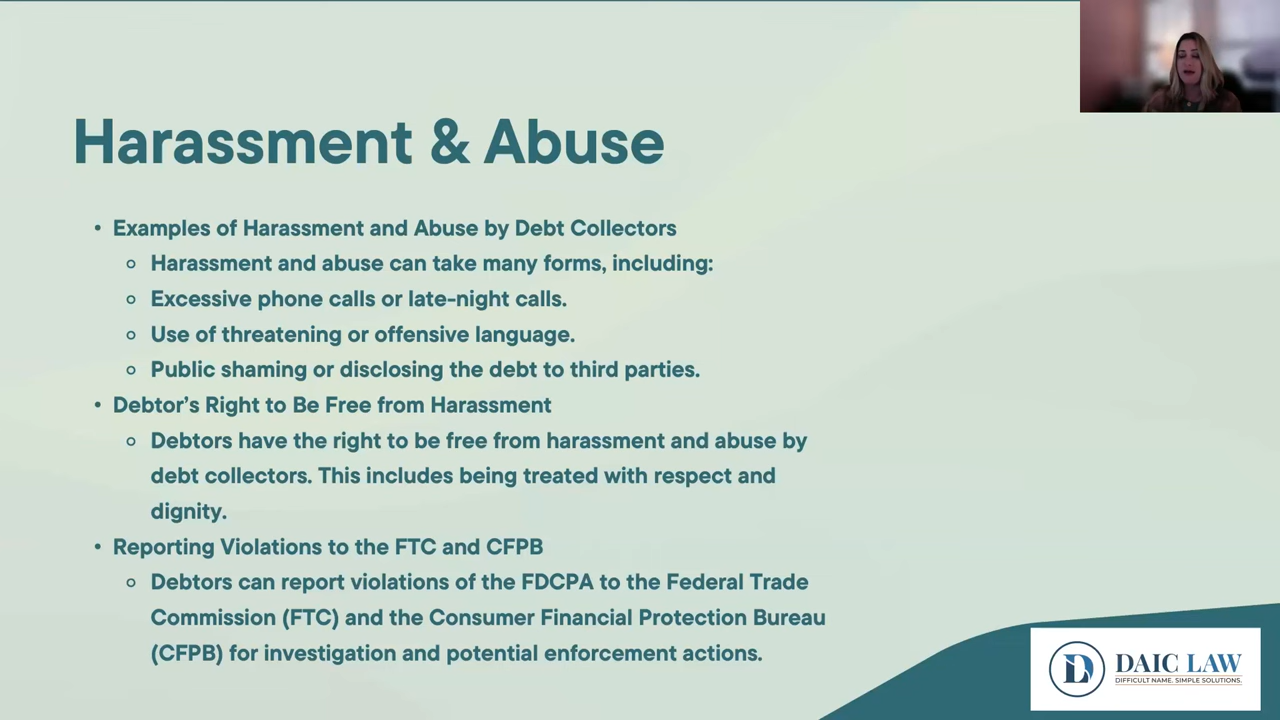 Harassment & Abuse
• Examples of Harassment and Abuse by Debt Collectors
○ Harassment and abuse can take many forms, including:
○ Excessive phone calls or late-night calls.
○ Use of threatening or offensive language.
○ Public shaming or disclosing the debt to third parties.
• Debtor’s Right to Be Free from Harassment
○ Debtors have the right to be free from harassment and abuse by
debt collectors. This includes being treated with respect and
dignity.
• Reporting Violations to the FTC and CFPB
○ Debtors can report violations of the FDCPA to the Federal Trade
Commission (FTC) and the Consumer Financial Protection Bureau
(CFPB) for investigation and potential enforcement actions.
DAIC LAW
DIFFICULT NAME. SIMPLE SOLUTIONS.